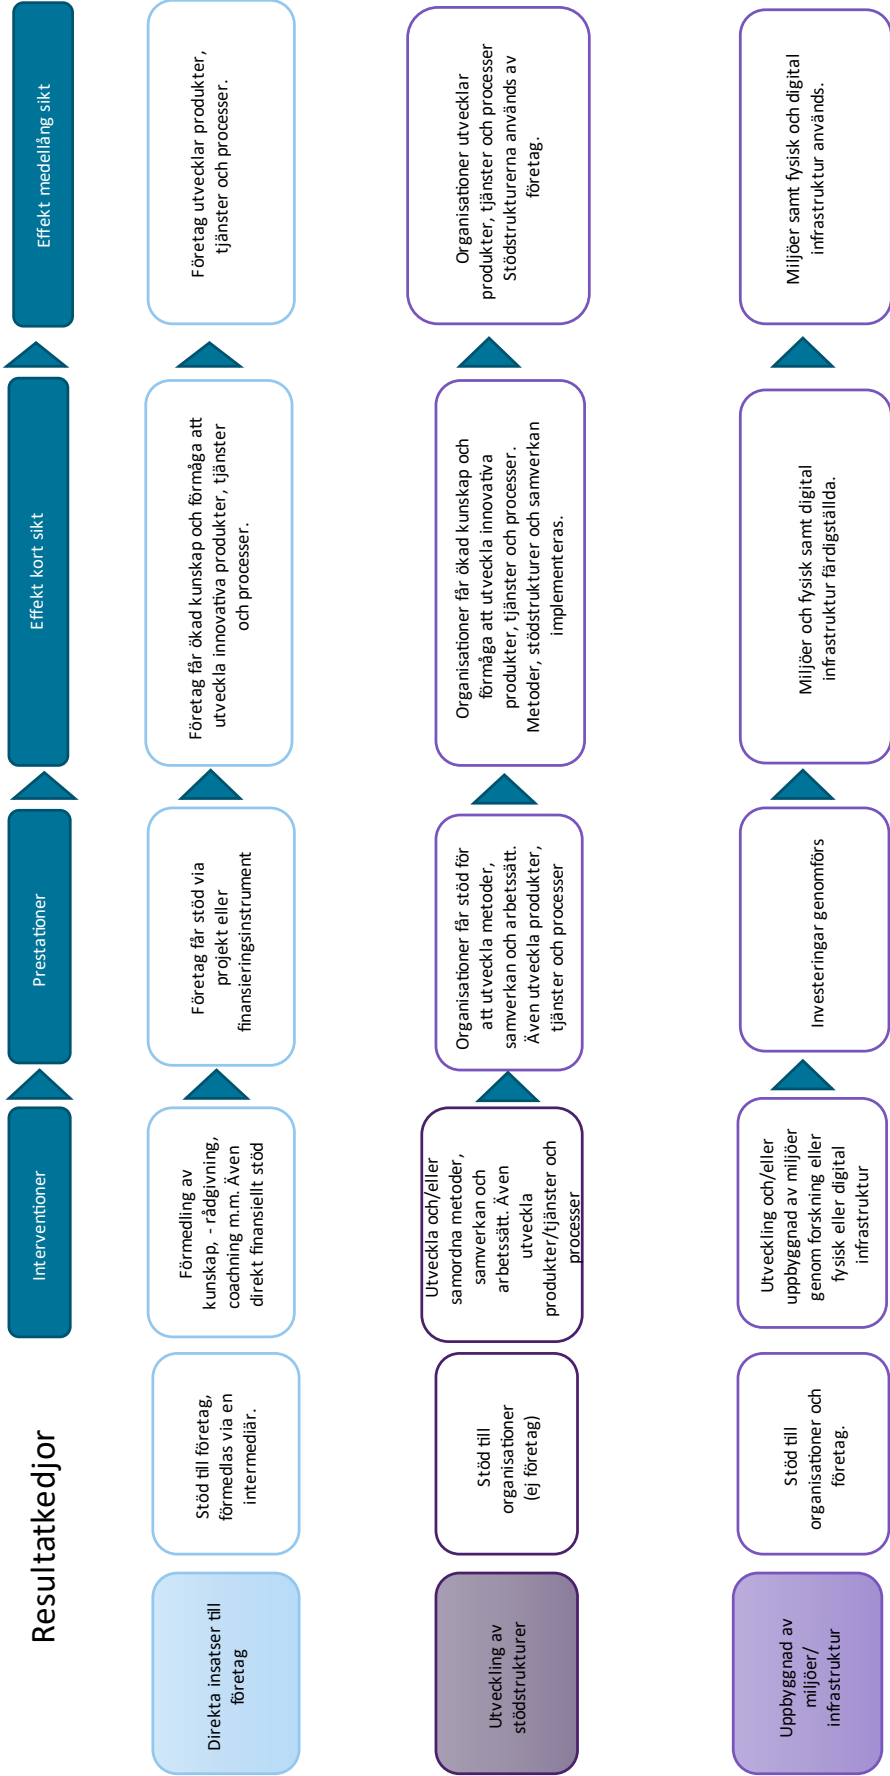 Resultatkedjor
Interventioner
Prestationer
Effekt kort sikt
Effekt medellång sikt
Direkta insatser till
företag
Stöd till företag,
förmedlas via en
intermediär.
Förmedling av
kunskap, - rådgivning,
coachning m.m. Även
direkt finansiellt stöd
Företag får stöd via
projekt eller
finansieringsinstrument
Företag får ökad kunskap och förmåga att
utveckla innovativa produkter, tjänster
och processer.
Företag utvecklar produkter,
tjänster och processer.
Utveckling av
stödstrukturer
Stöd till
organisationer
(ej företag)
Utveckla och/eller
samordna metoder,
samverkan och
arbetssätt. Även
utveckla
produkter/tjänster och
processer
Organisationer får stöd för
att utveckla metoder,
samverkan och arbetssätt.
Även utveckla produkter,
tjänster och processer
Organisationer får ökad kunskap och
förmåga att utveckla innovativa
produkter, tjänster och processer.
Metoder, stödstrukturer och samverkan
implementeras.
Organisationer utvecklar
produkter, tjänster och processer
Stödstrukturerna används av
företag.
Uppbyggnad av
miljöer/
infrastruktur
Stöd till
organisationer och
företag.
Utveckling och/eller
uppbyggnad av miljöer
genom forskning eller
fysisk eller digital
infrastruktur
Investeringar genomförs
Miljöer och fysisk samt digital
infrastruktur färdigställda.
Miljöer samt fysisk och digital
infrastruktur används.